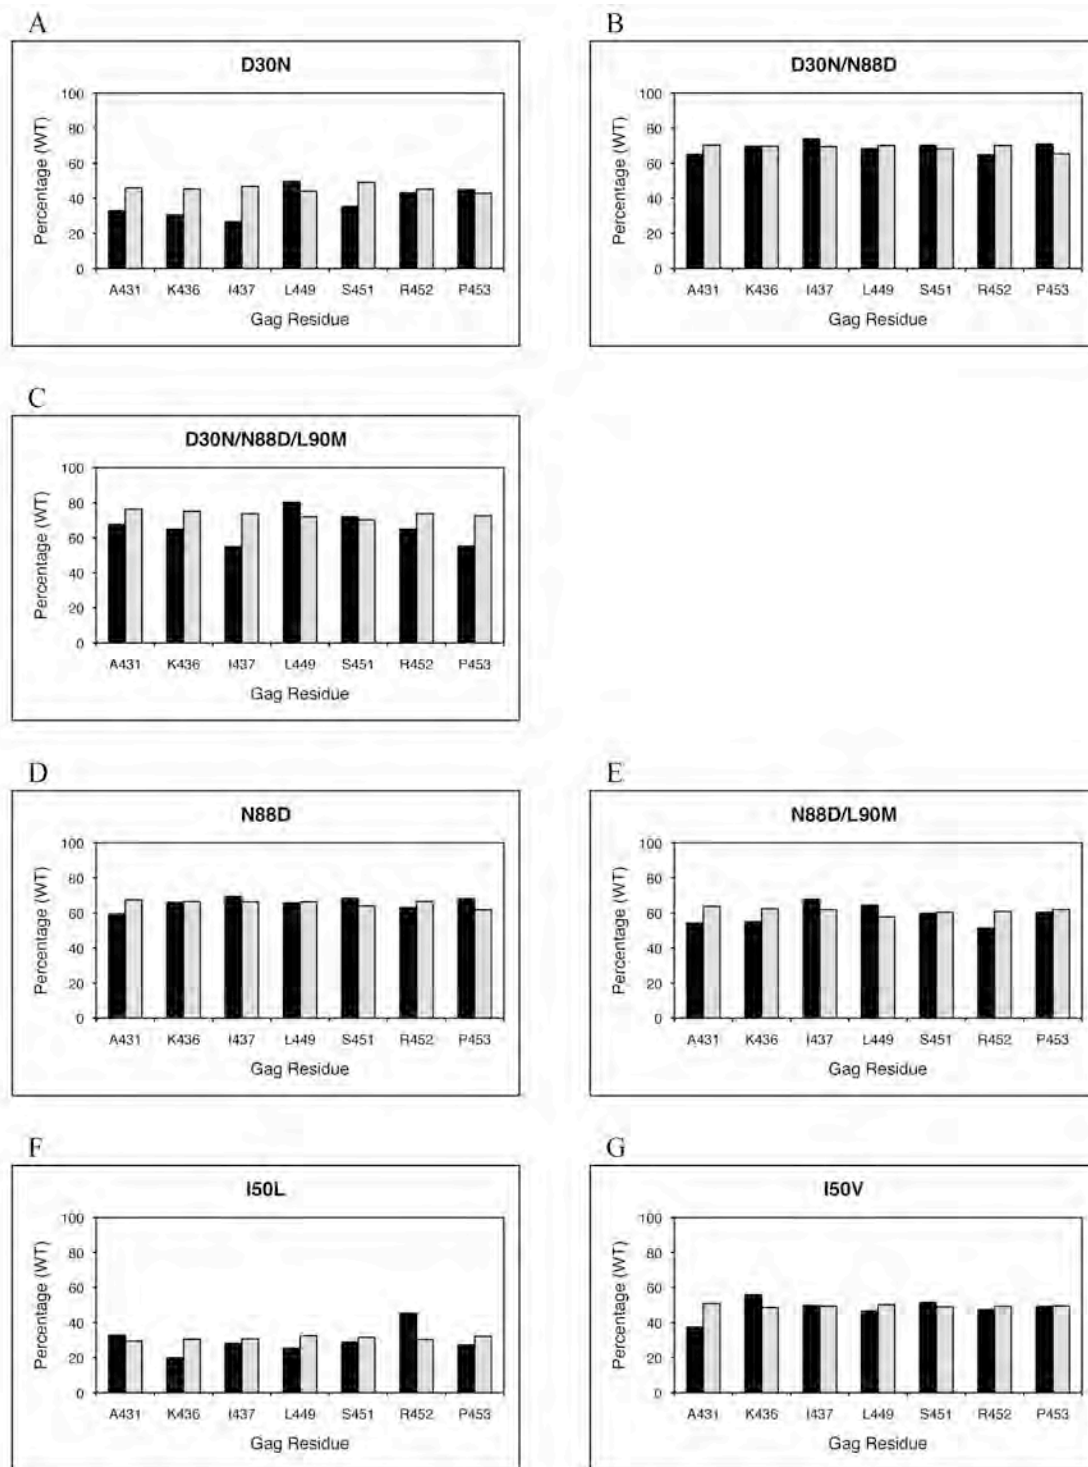 A
D30N
Percentage (WT)
100
80
60
40
20
0
A431 K436 I437 L449 S451 R452 P453
Gag Residue
B
D30N/N88D
Percentage (WT)
100
80
60
40
20
0
A431 K436 I437 L449 S451 R452 P453
Gag Residue
C
D30N/N88D/L90M
Percentage (WT)
100
80
60
40
20
0
A431 K436 I437 L449 S451 R452 P453
Gag Residue
D
N88D
Percentage (WT)
100
80
60
40
20
0
A431 K436 I437 L449 S451 R452 P453
Gag Residue
E
N88D/L90M
Percentage (WT)
100
80
60
40
20
0
A431 K436 I437 L449 S451 R452 P453
Gag Residue
F
I50L
Percentage (WT)
100
80
60
40
20
0
A431 K436 I437 L449 S451 R452 P453
Gag Residue
G
I50V
Percentage (WT)
100
80
60
40
20
0
A431 K436 I437 L449 S451 R452 P453
Gag Residue